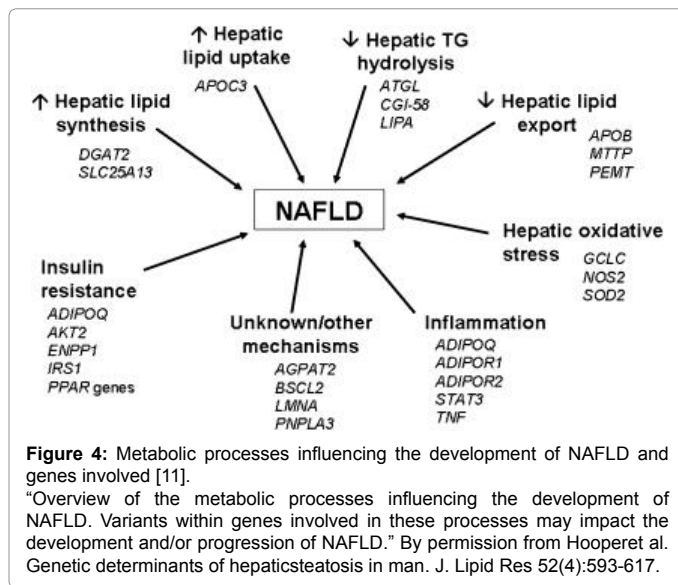 ↑ Hepatic
lipid uptake
APOC3
↓ Hepatic TG
hydrolysis
ATGL
CGI-58
LIPA
↑ Hepatic lipid
synthesis
DGAT2
SLC25A13
↓ Hepatic lipid
export
APOB
MTTP
PEMT
NAFLD
Hepatic oxidative
stress
GCLC
NOS2
SOD2
Insulin
resistance
ADIPOQ
AKT2
ENPP1
IRS1
PPAR genes
Unknown/other
mechanisms
AGPAT2
BSCL2
LMNA
PNPLA3
Inflammation
ADIPOQ
ADIPOR1
ADIPOR2
STAT3
TNF
Figure 4: Metabolic processes influencing the development of NAFLD and
genes involved [11].
“Overview of the metabolic processes influencing the development of
NAFLD. Variants within genes involved in these processes may impact the
development and/or progression of NAFLD.” By permission from Hooperet al.
Genetic determinants of hepaticsteatosis in man. J. Lipid Res 52(4):593-617.